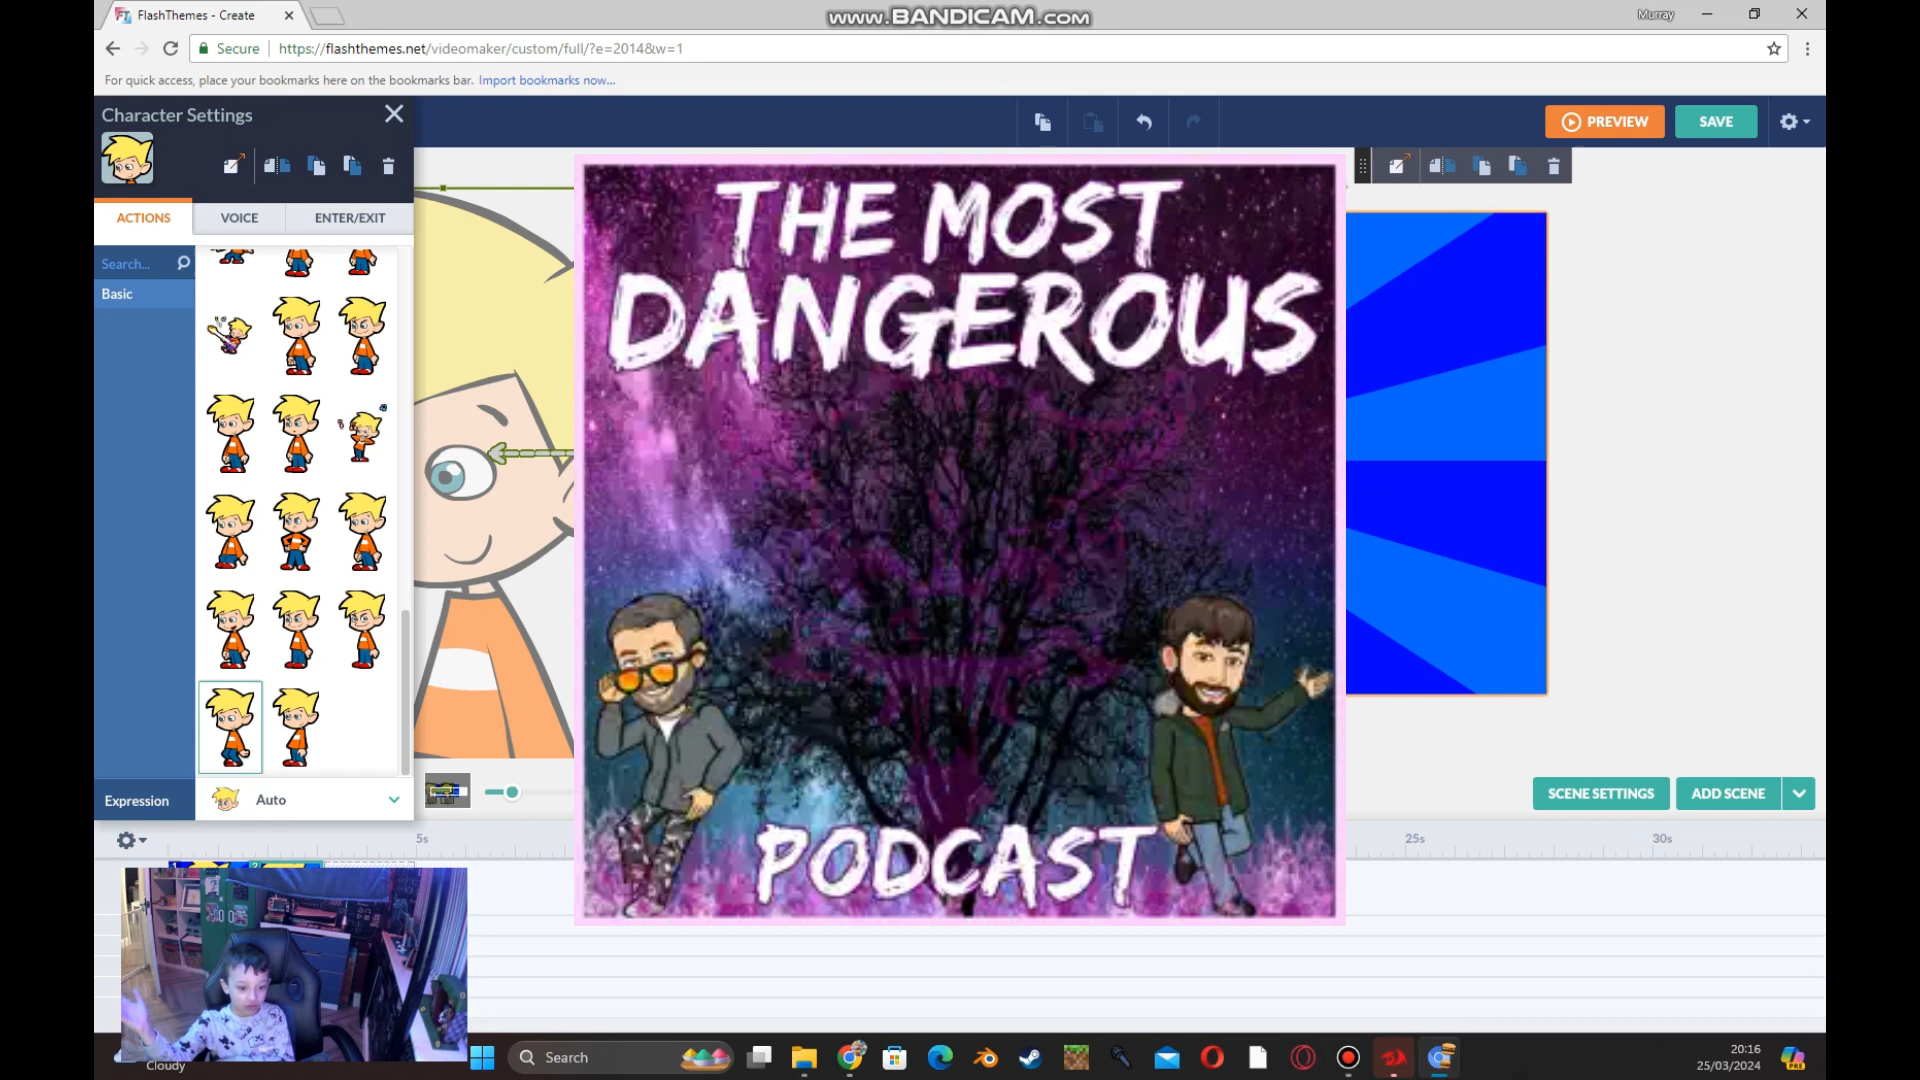 FlashThemes - Create
WWW.BANDICAM.COM
Murray
Secure
https://flashthemes.net/videomaker/custom/full/?e=2014&w=1
For quick access, place your bookmarks here on the bookmarks bar. Import bookmarks now...
Character Settings
PREVIEW
SAVE
ACTIONS
VOICE
ENTER/EXIT
Search...
Basic
THE MOST
DANGEROUS
PODCAST
Expression
Auto
SCENE SETTINGS
ADD SCENE
5s
25s
30s
1
2
Cloudy
Search
20:16
25/03/2024
PRE